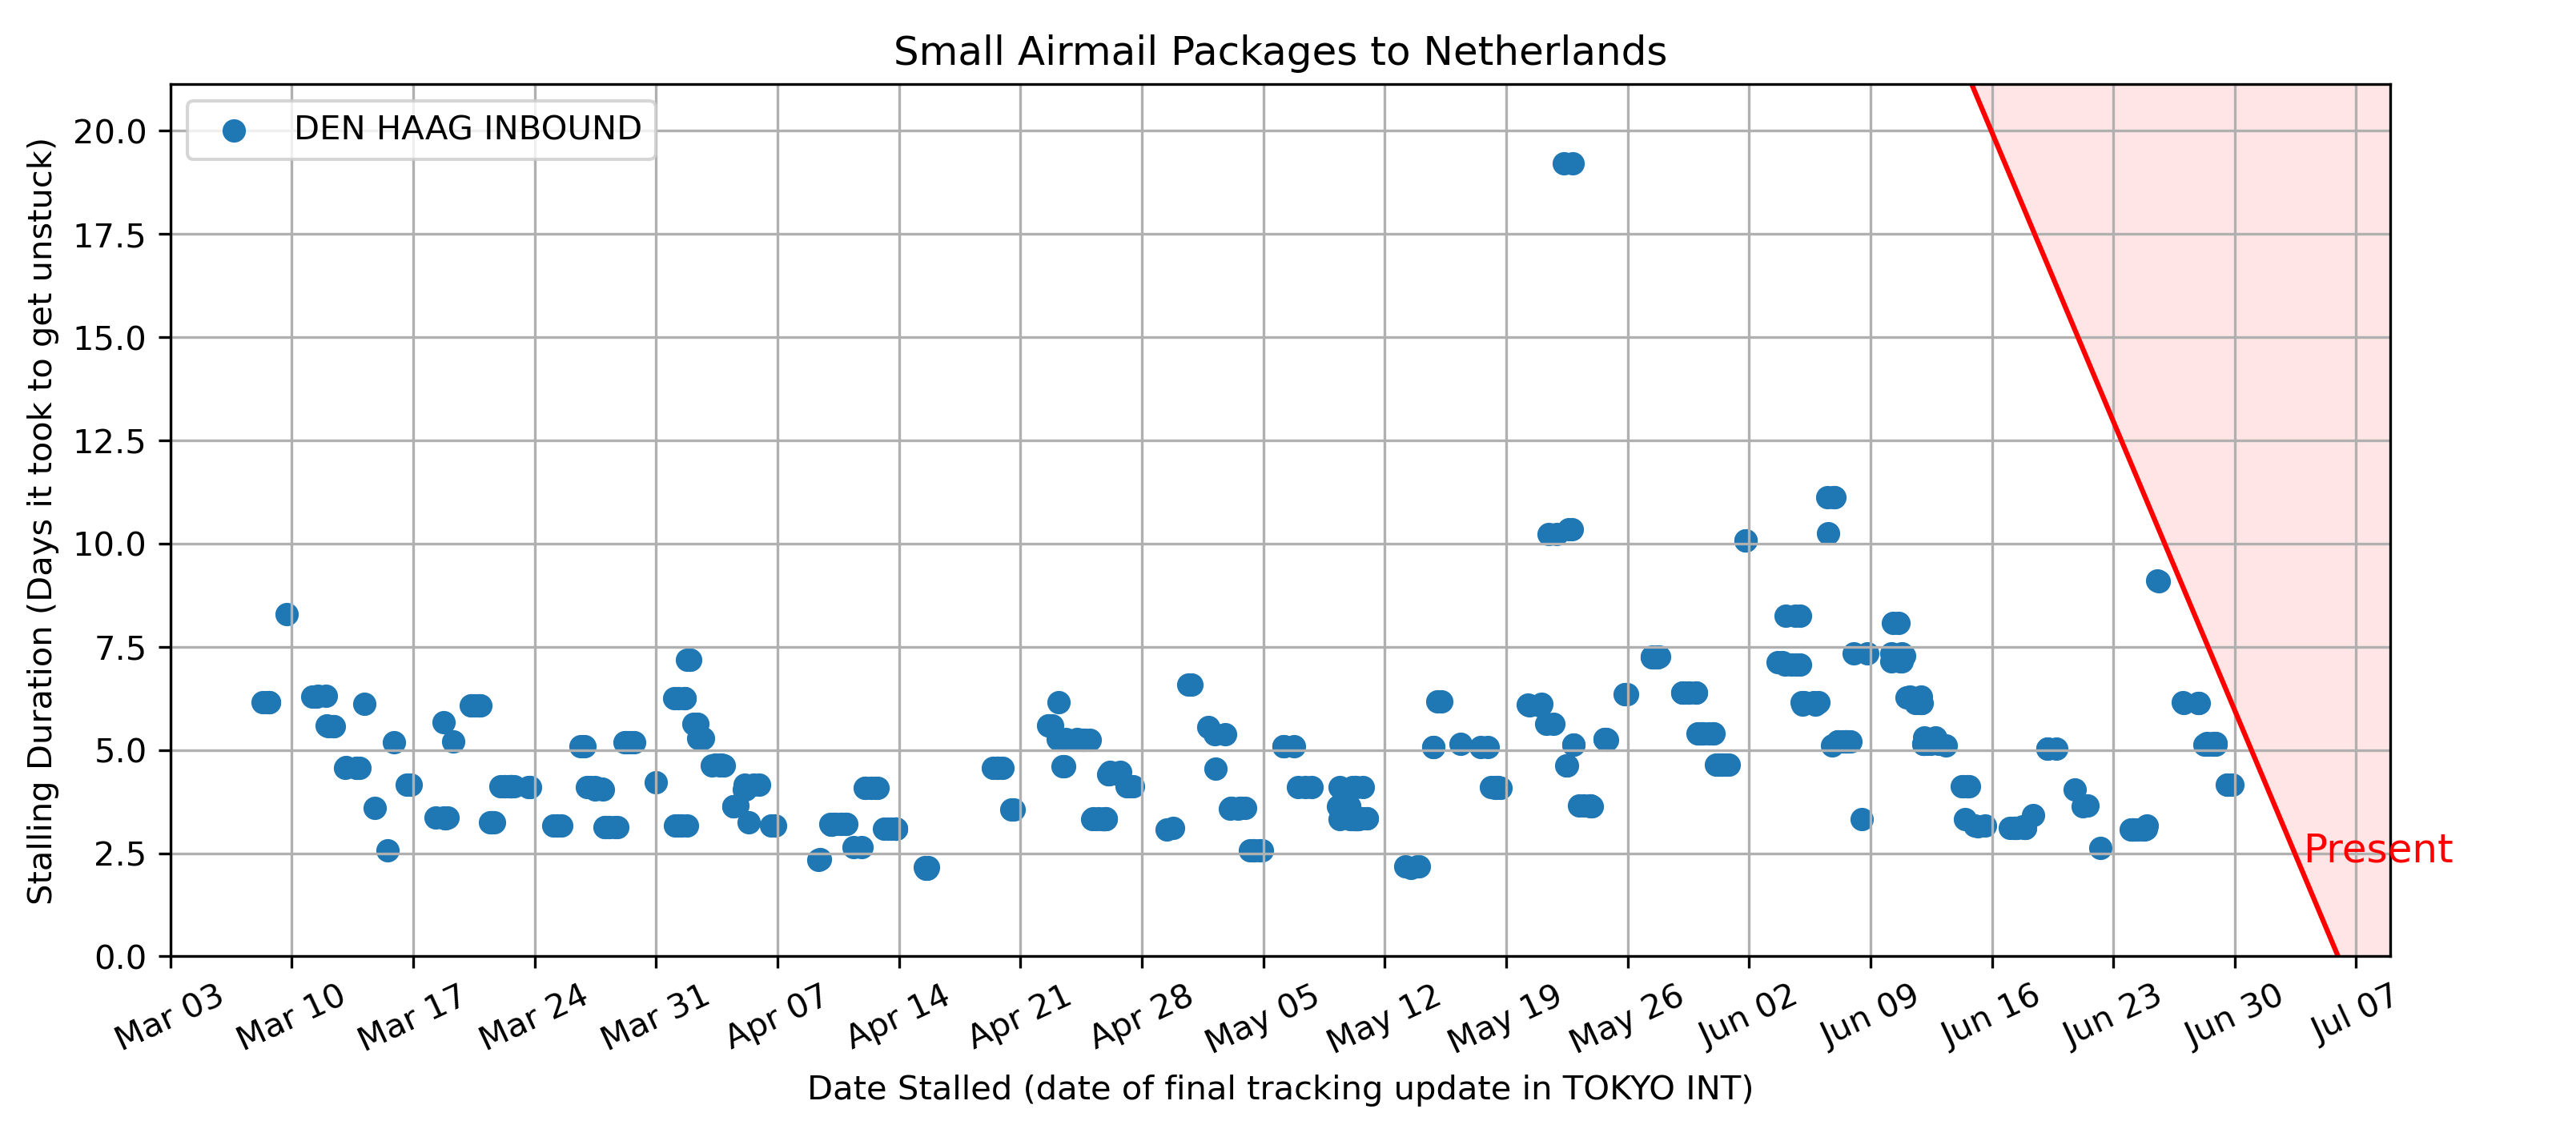 Small Airmail Packages to Netherlands
DEN HAAG INBOUND
Stalling Duration (Days it took to get unstuck)
20.0
17.5
15.0
12.5
10.0
7.5
5.0
2.5
0.0
Present
Mar 03
Mar 10
Mar 17
Mar 24
Mar 31
Apr 07
Apr 14
Apr 21
Apr 28
May 05
May 12
May 19
May 26
Jun 02
Jun 09
Jun 16
Jun 23
Jun 30
Jul 07
Date Stalled (date of final tracking update in TOKYO INT)